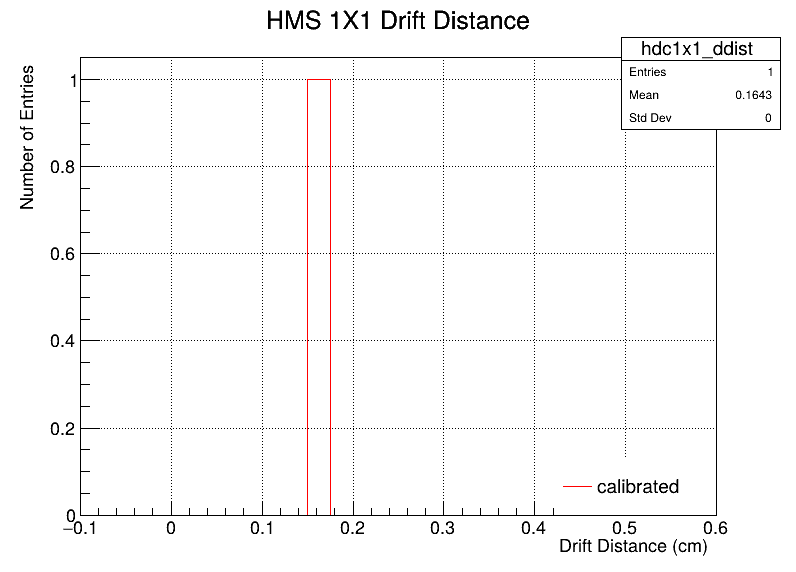 HMS 1X1 Drift Distance
hdc1x1_ddist
Entries 1
Mean 0.1643
Std Dev 0
Number of Entries
1
0.8
0.6
0.4
0.2
0
−0.1 0 0.1 0.2 0.3 0.4 0.5 0.6
calibrated
Drift Distance (cm)